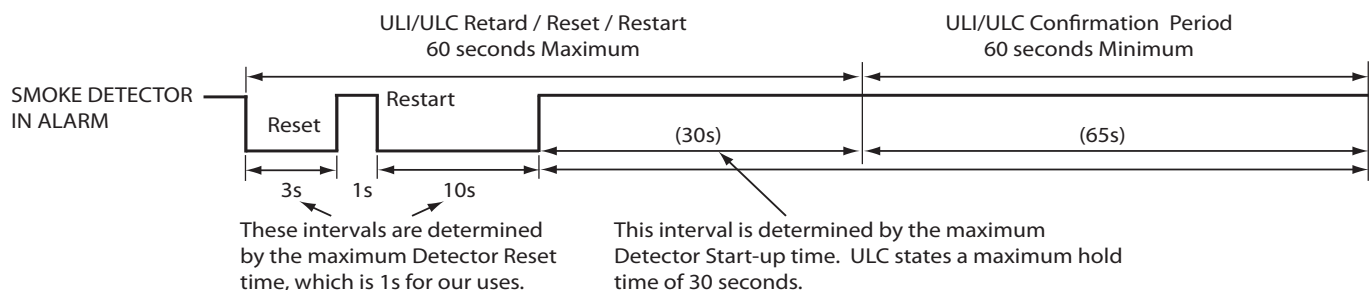 ULI/ULC Retard / Reset / Restart
60 seconds Maximum
ULI/ULC Confirmation Period
60 seconds Minimum
SMOKE DETECTOR
IN ALARM
Reset
Restart
(30s)
(65s)
3s
1s
10s
These intervals are determined
by the maximum Detector Reset
time, which is 1s for our uses.
This interval is determined by the maximum
Detector Start-up time. ULC states a maximum hold
time of 30 seconds.